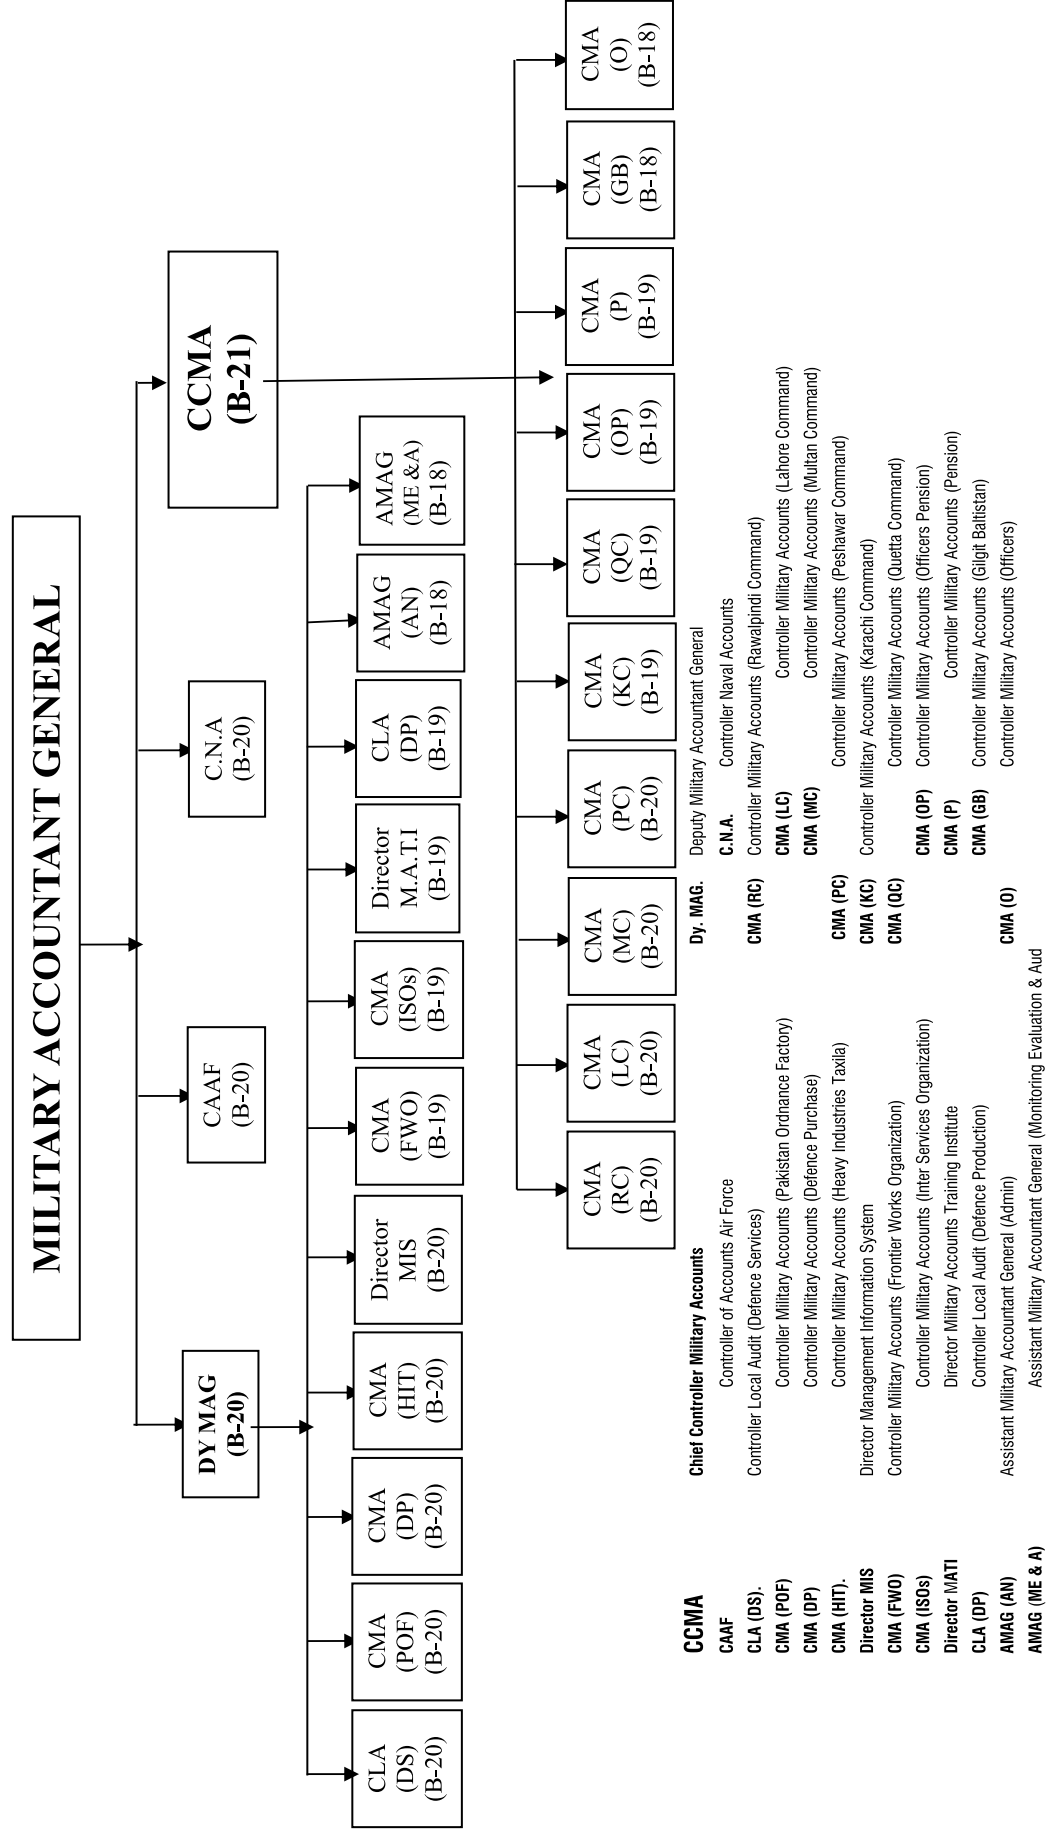 MILITARY ACCOUNTANT GENERAL
DY MAG
(B-20)
CAAF
(B-20)
C.N.A
(B-20)
CCMA
(B-21)
CLA
(DS)
(B-20)
CMA
(POF)
(B-20)
CMA
(DP)
(B-20)
CMA
(HIT)
(B-20)
Director
MIS
(B-20)
CMA
(FWO)
(B-19)
CMA
(ISOs)
(B-19)
Director
M.A.T.I
(B-19)
CLA
(DP)
(B-19)
AMAG
(AN)
(B-18)
AMAG
(ME &A)
(B-18)
CMA
(RC)
(B-20)
CMA
(LC)
(B-20)
CMA
(MC)
(B-20)
CMA
(PC)
(B-20)
CMA
(KC)
(B-19)
CMA
(QC)
(B-19)
CMA
(OP)
(B-19)
CMA
(P)
(B-19)
CMA
(GB)
(B-18)
CMA
(O)
(B-18)
CCMA Chief Controller Military Accounts Dy. MAG. Deputy Military Accountant General
CAAF Controller of Accounts Air Force C.N.A. Controller Naval Accounts
CLA (DS). Controller Local Audit (Defence Services) CMA (RC) Controller Military Accounts (Rawalpindi Command)
CMA (POF) Controller Military Accounts (Pakistan Ordnance Factory) CMA (LC) Controller Military Accounts (Lahore Command)
CMA (DP) Controller Military Accounts (Defence Purchase) CMA (MC) Controller Military Accounts (Multan Command)
CMA (HIT). Controller Military Accounts (Heavy Industries Taxila) CMA (PC) Controller Military Accounts (Peshawar Command)
Director MIS Director Management Information System CMA (KC) Controller Military Accounts (Karachi Command)
CMA (FWO) Controller Military Accounts (Frontier Works Organization) CMA (QC) Controller Military Accounts (Quetta Command)
CMA (ISOs) Controller Military Accounts (Inter Services Organization) CMA (OP) Controller Military Accounts (Officers Pension)
Director MATI Director Military Accounts Training Institute CMA (P) Controller Military Accounts (Pension)
CLA (DP) Controller Local Audit (Defence Production) CMA (GB) Controller Military Accounts (Gilgit Baltistan)
AMAG (AN) Assistant Military Accountant General (Admin) CMA (O) Controller Military Accounts (Officers)
AMAG (ME & A) Assistant Military Accountant General (Monitoring Evaluation & Aud